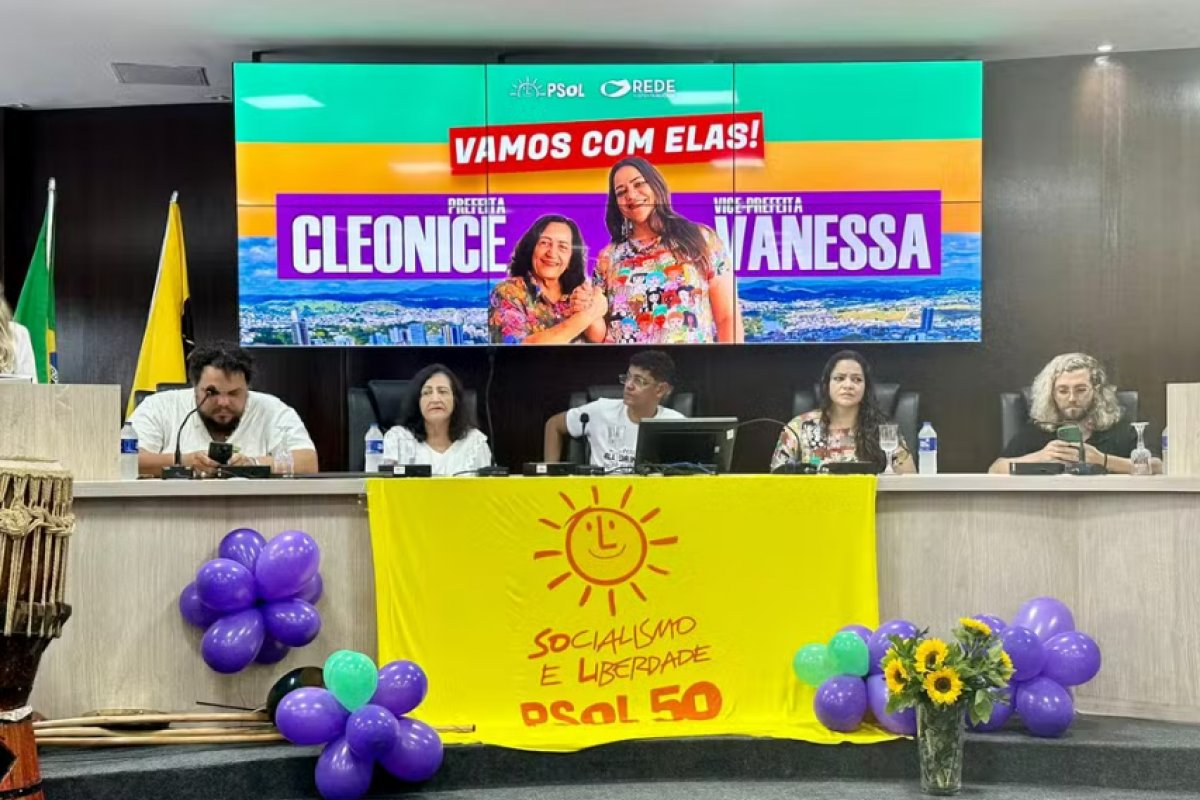 PSOL REDE
VAMOS COM ELAS!
PREFEITA
CLEONICE
VICE-PREFEITA
VANESSA
SOCIALISMO
E LIBERDADE
PSOL 50